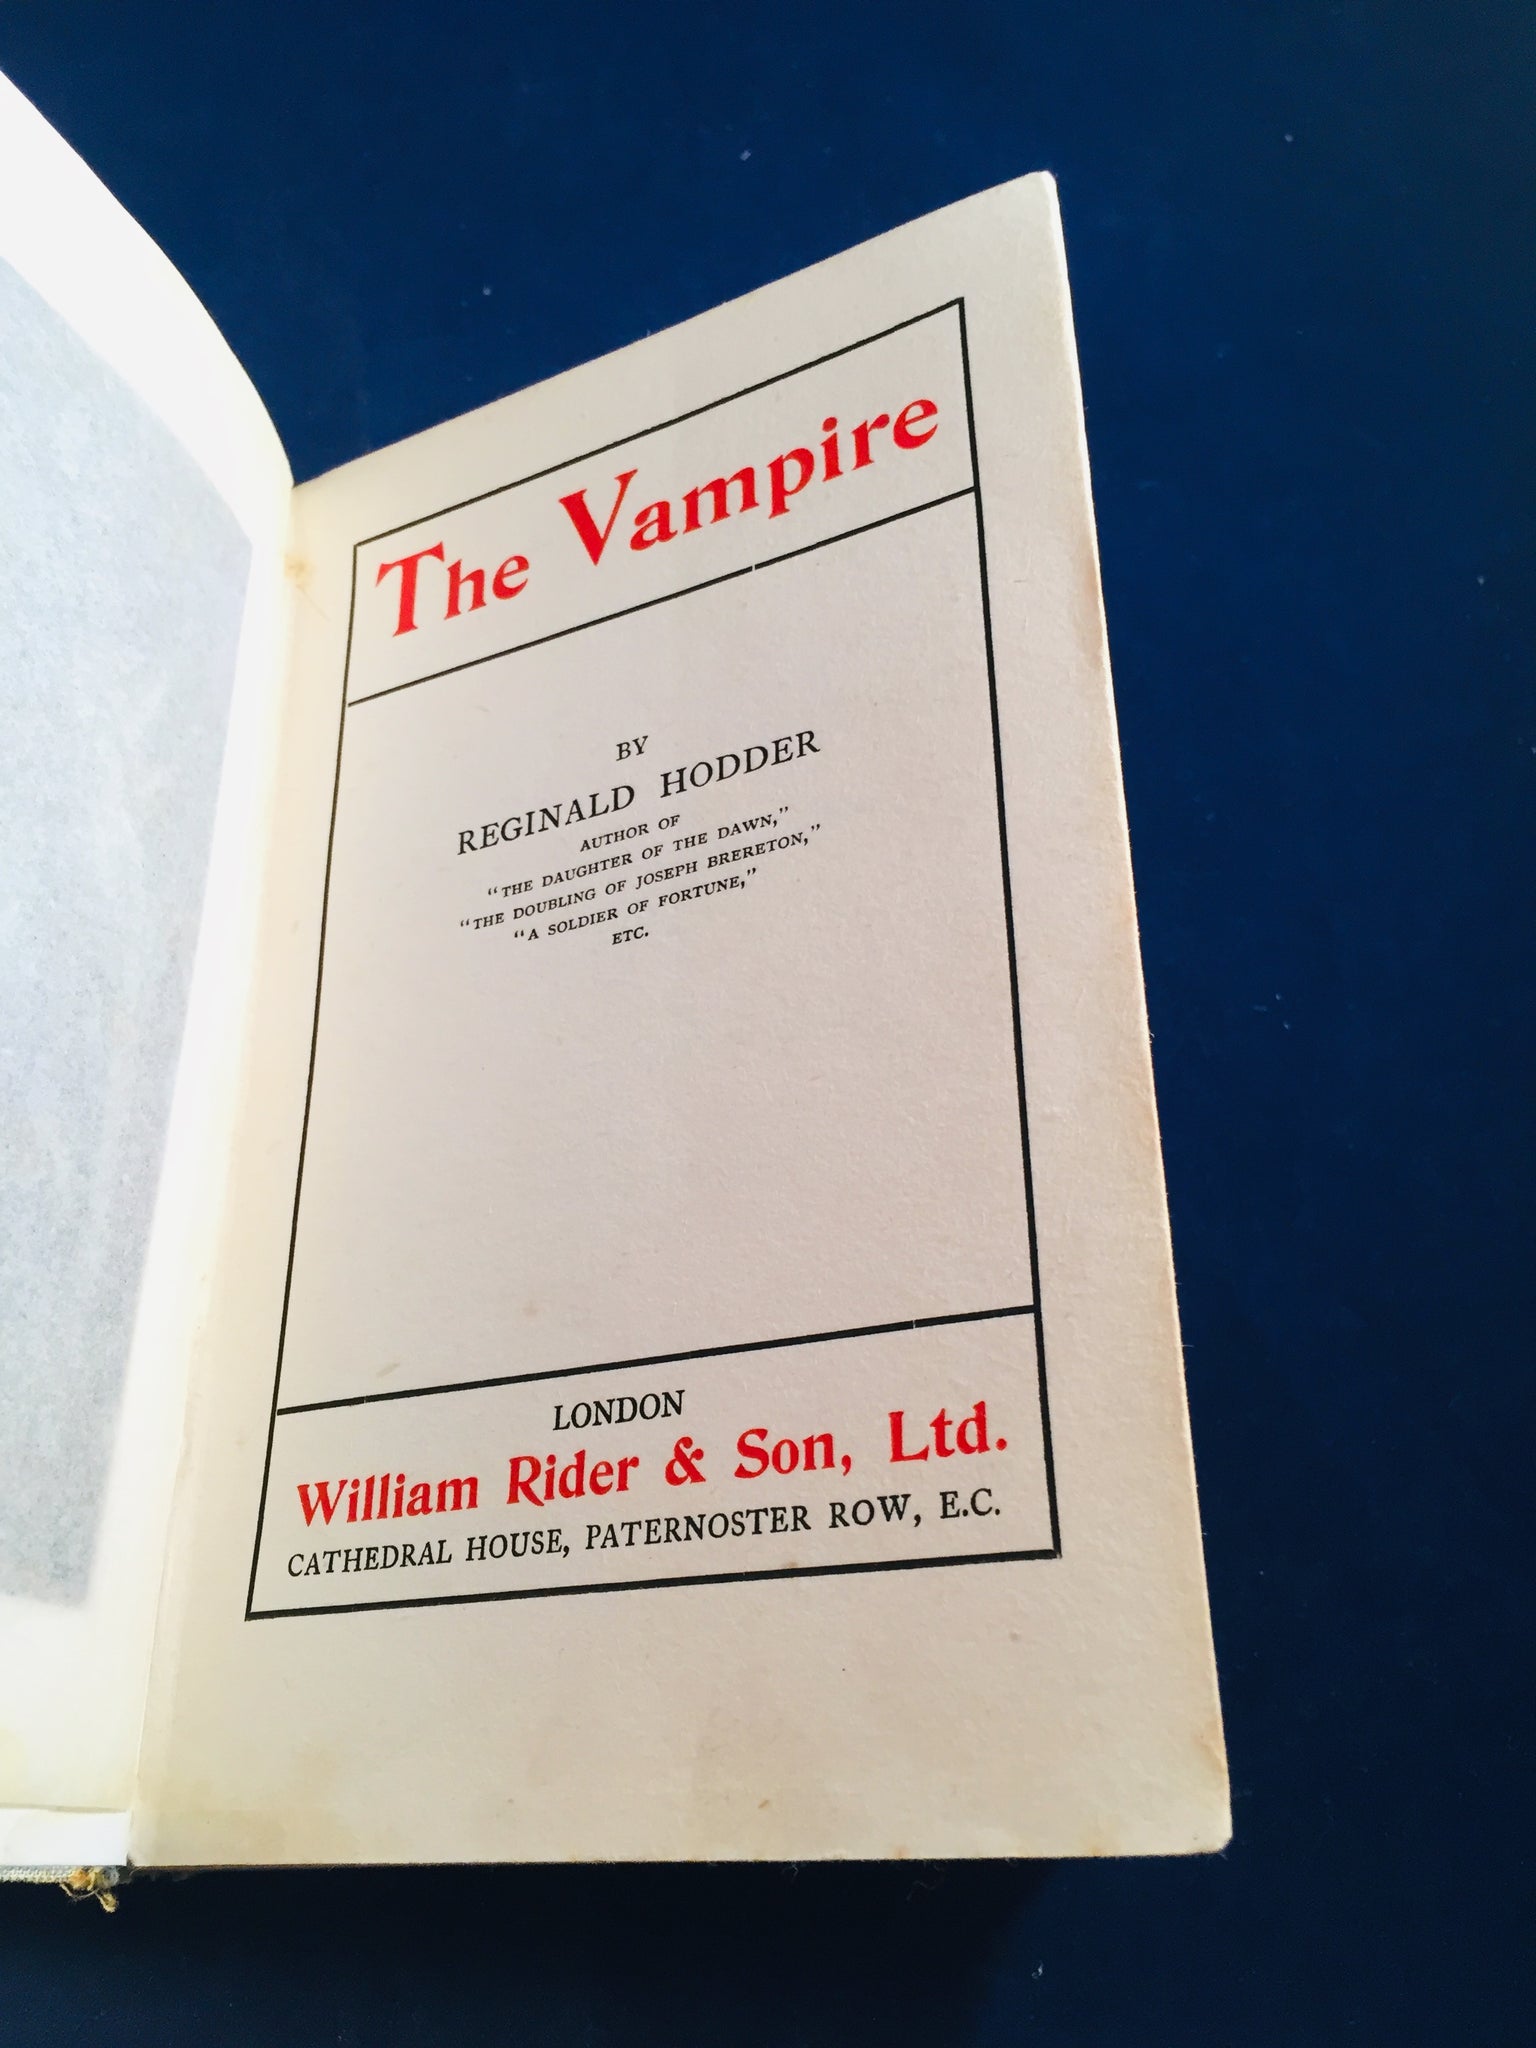 The Vampire
BY
REGINALD HODDER
AUTHOR OF
"THE DAUGHTER OF THE DAWN,"
"THE DOUBLING OF JOSEPH BRERETON,"
"A SOLDIER OF FORTUNE,"
ETC.
LONDON
William Rider & Son, Ltd.
CATHEDRAL HOUSE, PATERNOSTER ROW, E.C.